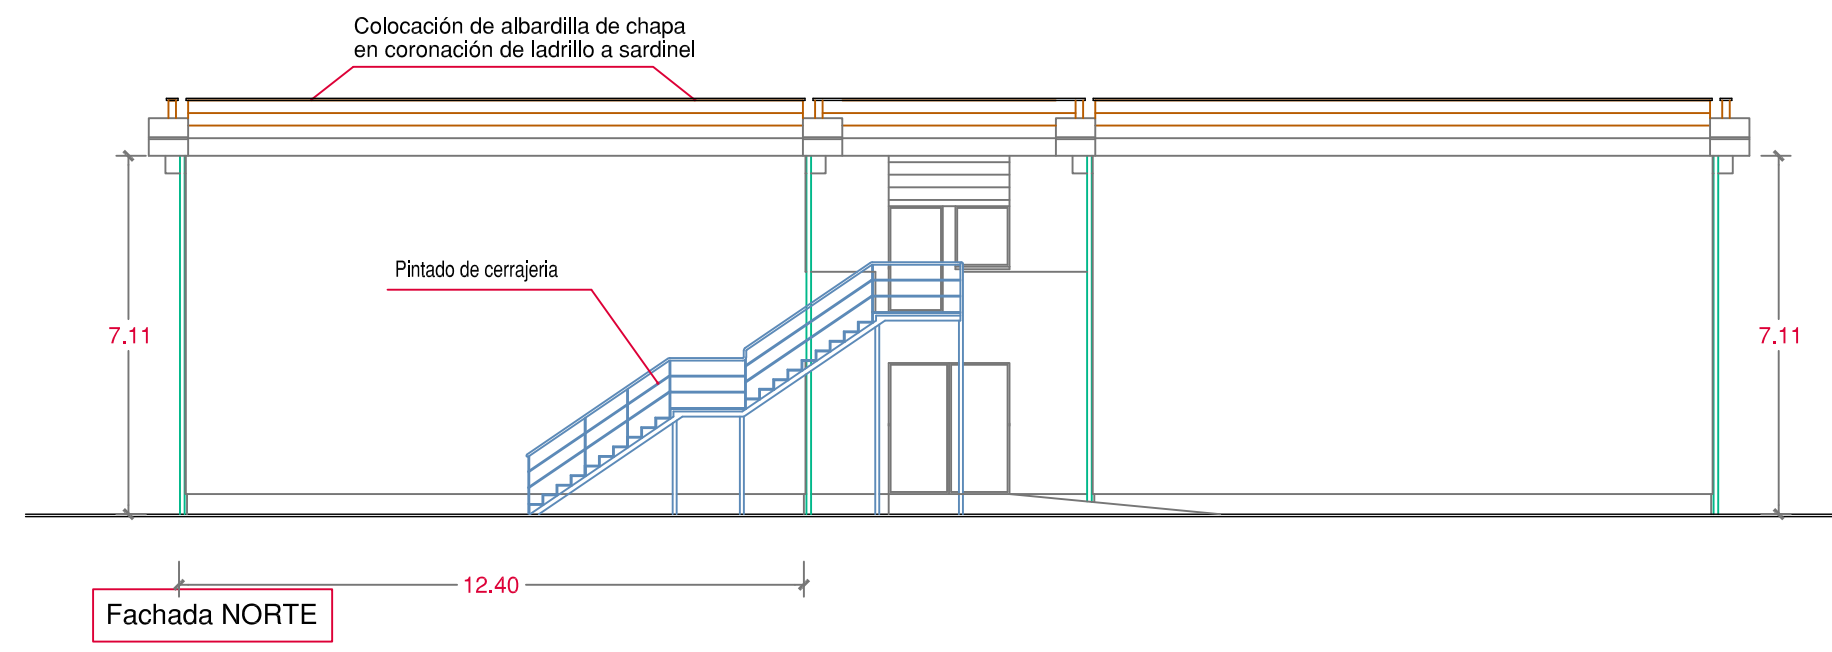 Colocación de albardilla de chapa
en coronación de ladrillo a sardinel
Pintado de cerrajeria
7.11
7.11
12.40
Fachada NORTE